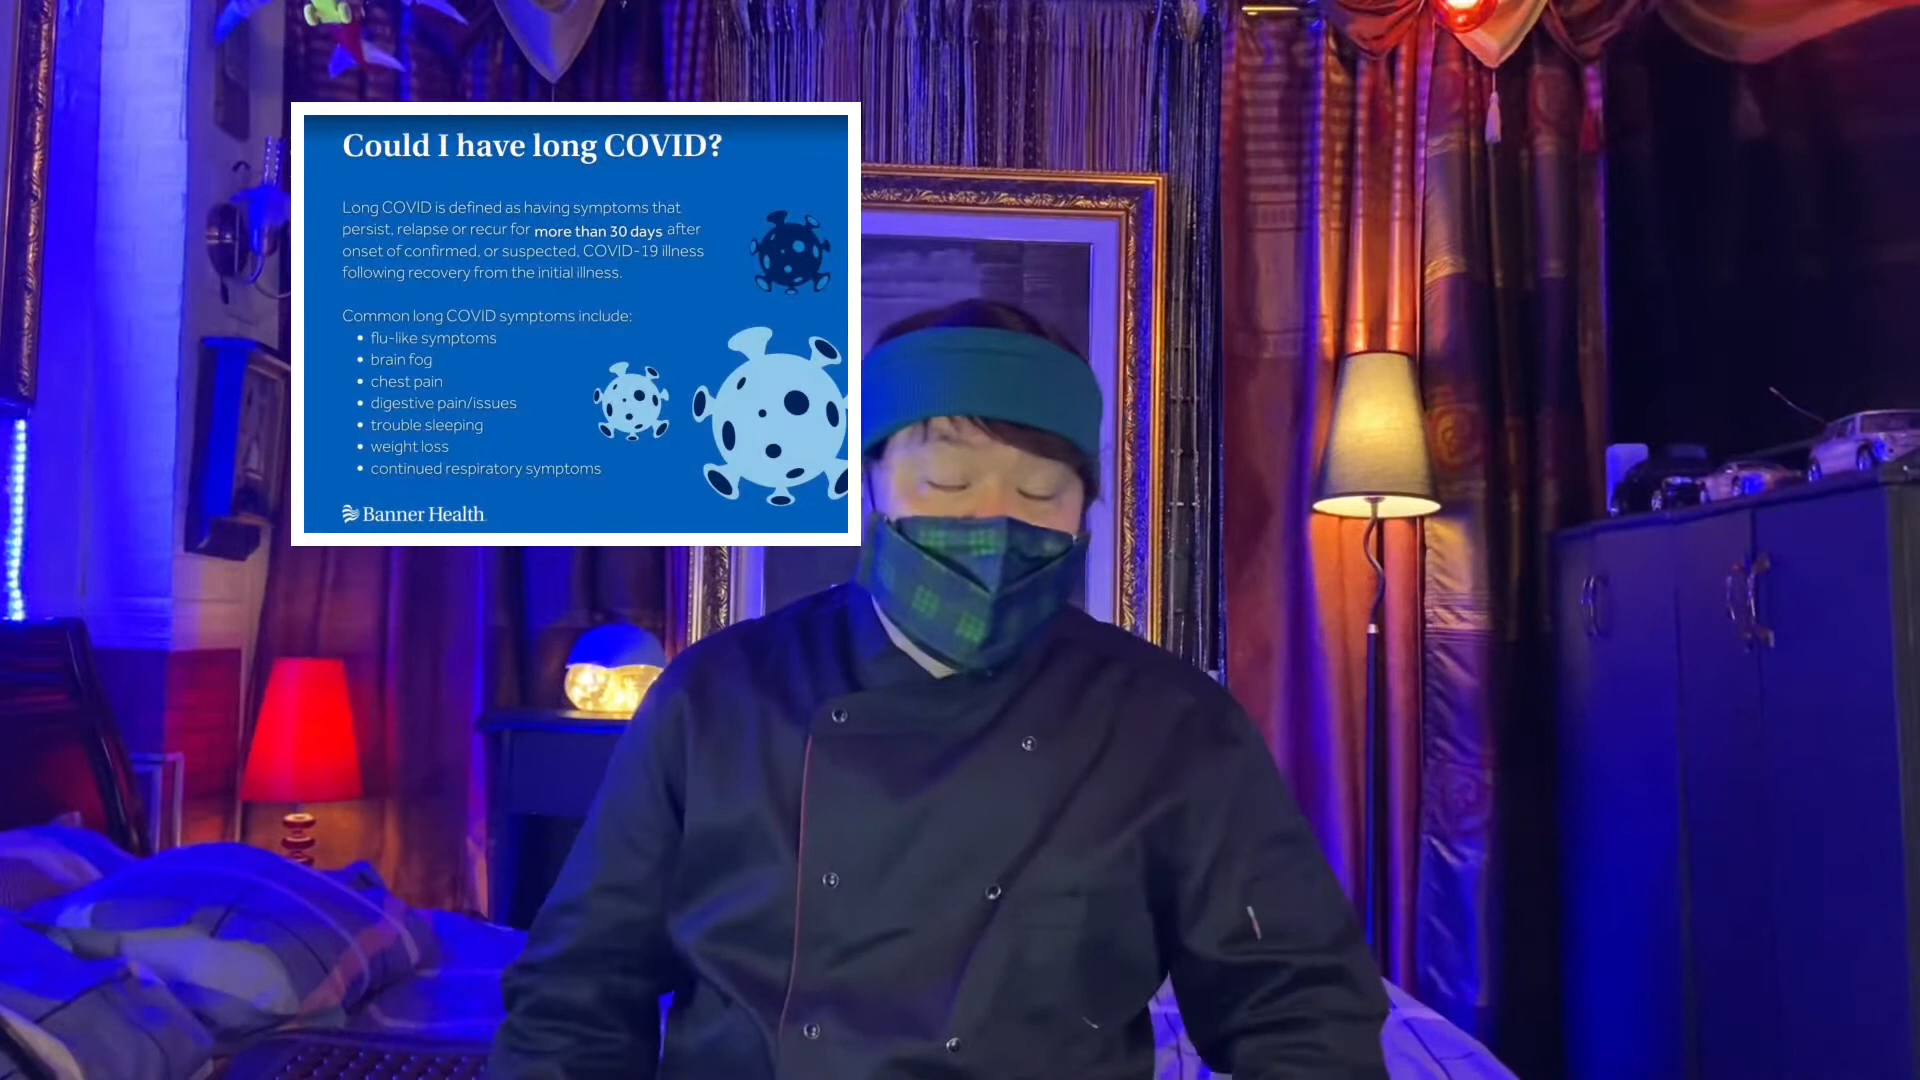 Could I have long COVID?
Long COVID is defined as having symptoms that
persist, relapse or recur for more than 30 days after
onset of confirmed, or suspected, COVID-19 illness
following recovery from the initial illness.
Common long COVID symptoms include:
• flu-like symptoms
• brain fog
• chest pain
• digestive pain/issues
• trouble sleeping
• weight loss
• continued respiratory symptoms
Banner Health